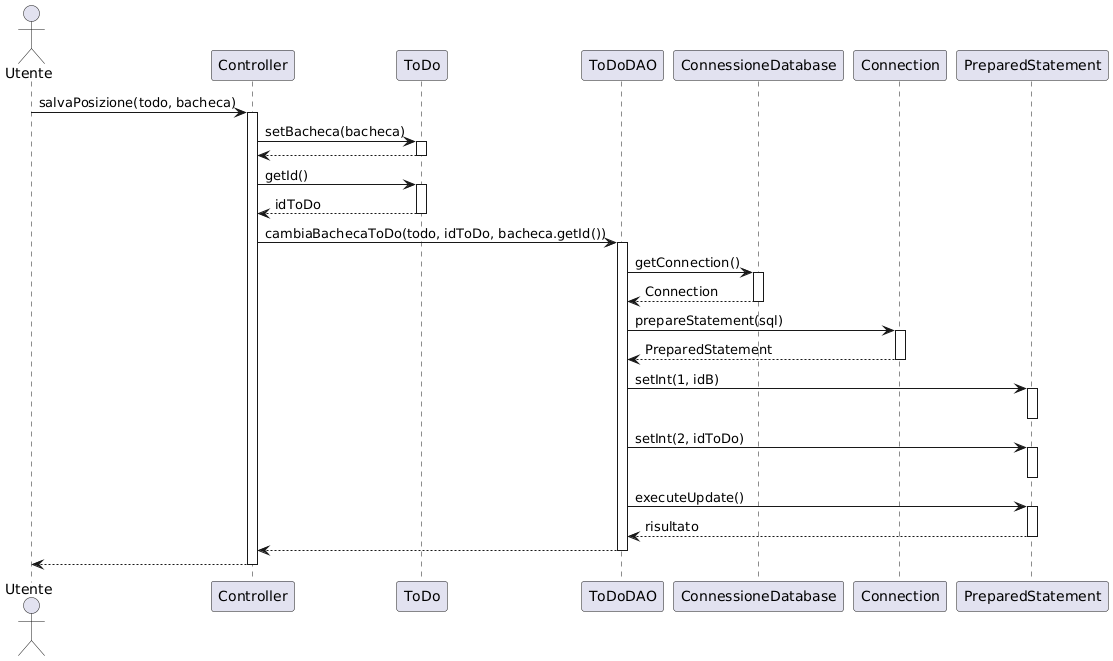 Utente
Controller
ToDo
ToDoDAO
ConnessioneDatabase
Connection
PreparedStatement
salvaPosizione(todo, bacheca)
setBacheca(bacheca)
getId()
idToDo
cambiaBachecaToDo(todo, idToDo, bacheca.getId())
getConnection()
Connection
prepareStatement(sql)
PreparedStatement
setInt(1, idB)
setInt(2, idToDo)
executeUpdate()
risultato
Utente
Controller
ToDo
ToDoDAO
ConnessioneDatabase
Connection
PreparedStatement